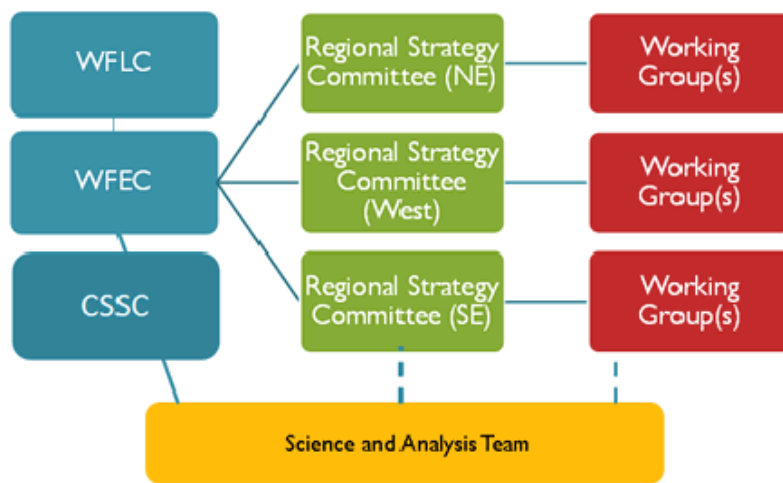 WFLC
Regional Strategy
Committee (NE)
Working
Group(s)
WFEC
Regional Strategy
Committee
(West)
Working
Group(s)
CSSC
Regional Strategy
Committee (SE)
Working
Group(s)
Science and Analysis Team